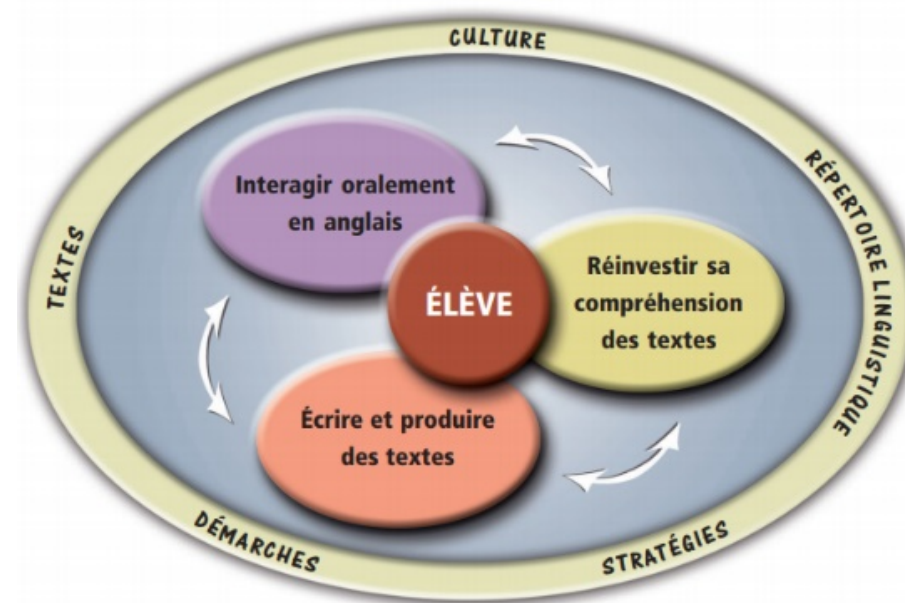 CULTURE
Interagir oralement
en anglais
RÉPERTOIRE LINGUISTIQUE
TEXTES
Réinvestir sa
compréhension
des textes
ÉLÈVE
Écrire et produire
des textes
DÉMARCHES
STRATÉGIES